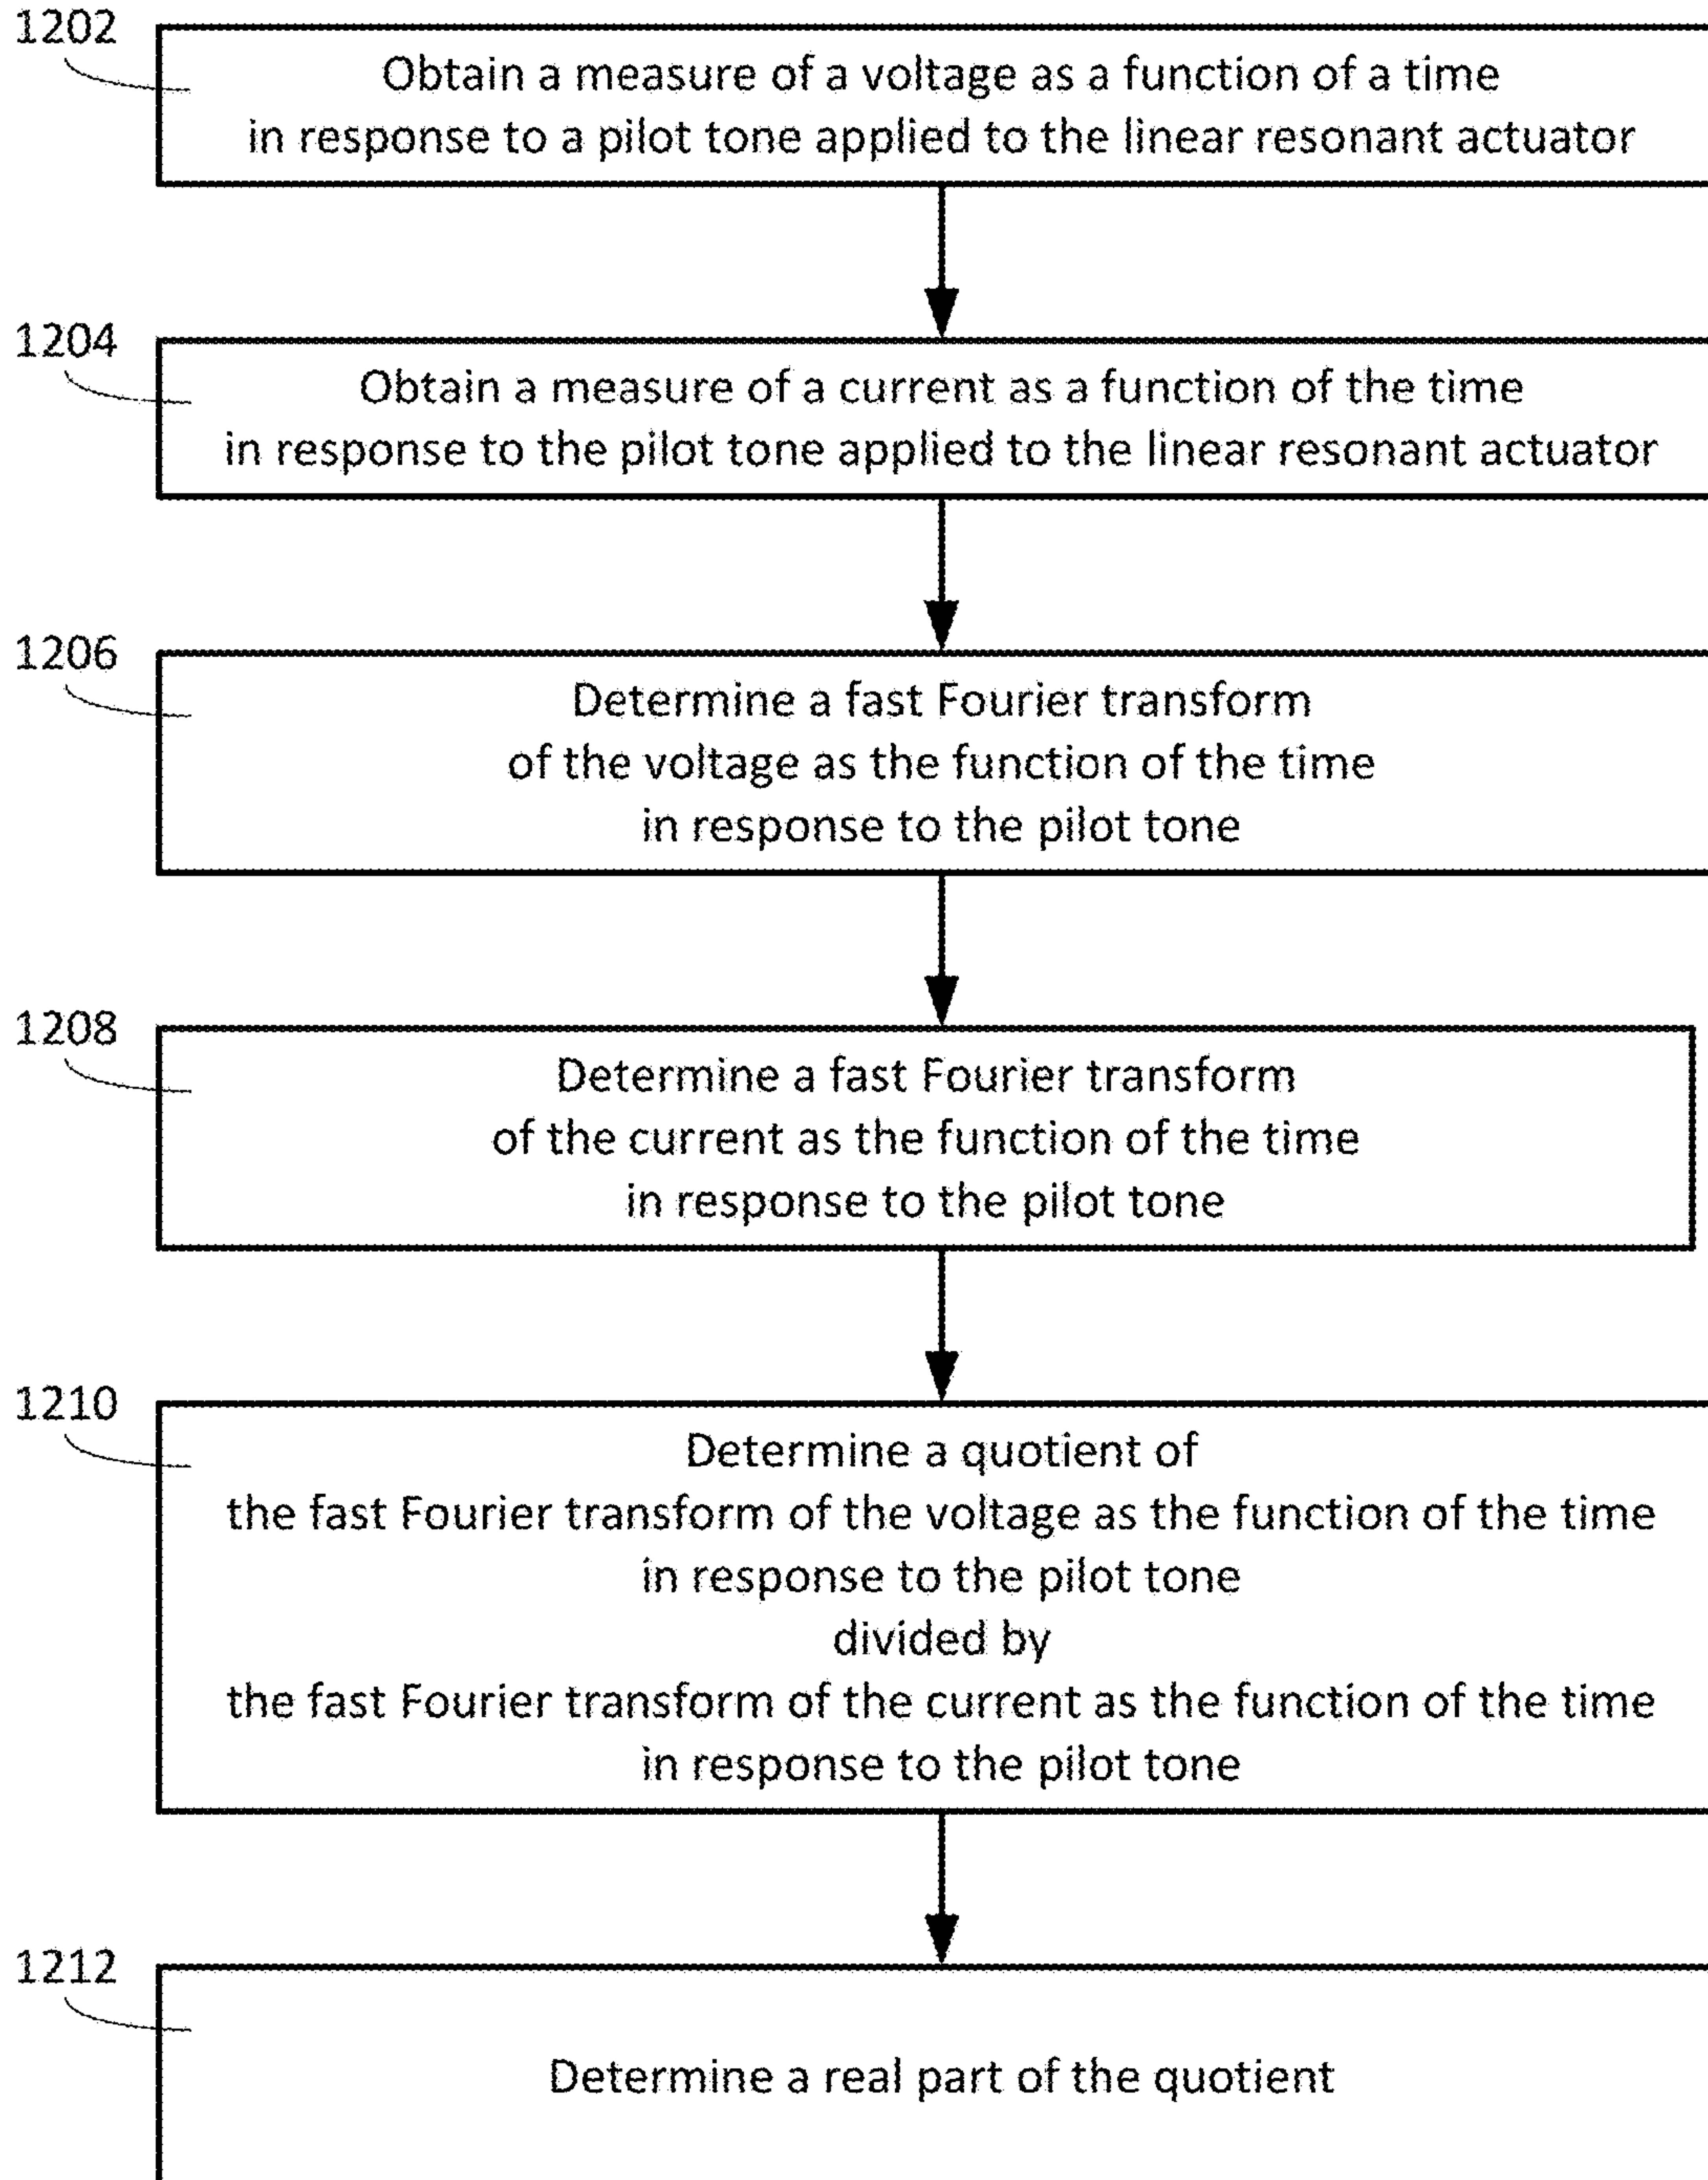 1202
Obtain a measure of a voltage as a function of a time
in response to a pilot tone applied to the linear resonant actuator
1204
Obtain a measure of a current as a function of the time
in response to the pilot tone applied to the linear resonant actuator
1206
Determine a fast Fourier transform
of the voltage as the function of the time
in response to the pilot tone
1208
Determine a fast Fourier transform
of the current as the function of the time
in response to the pilot tone
1210
Determine a quotient of
the fast Fourier transform of the voltage as the function of the time
in response to the pilot tone
divided by
the fast Fourier transform of the current as the function of the time
in response to the pilot tone
1212
Determine a real part of the quotient